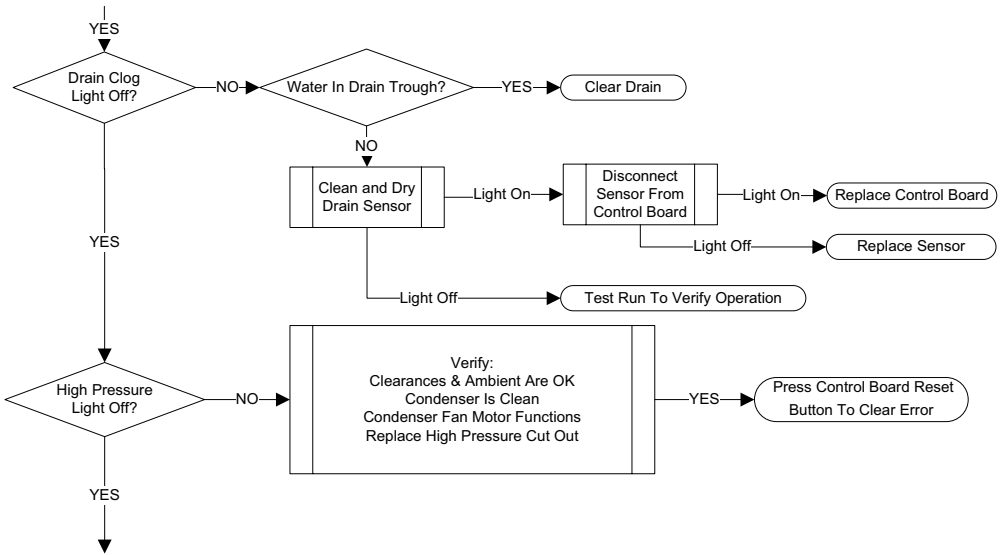 YES
Drain Clog
Light Off?
NO
Water In Drain Trough?
YES
Clear Drain
NO
Clean and Dry
Drain Sensor
Light On
Disconnect
Sensor From
Control Board
Light On
Replace Control Board
Light Off
Replace Sensor
Light Off
Test Run To Verify Operation
YES
High Pressure
Light Off?
NO
Verify:
Clearances & Ambient Are OK
Condenser Is Clean
Condenser Fan Motor Functions
Replace High Pressure Cut Out
YES
Press Control Board Reset
Button To Clear Error
YES